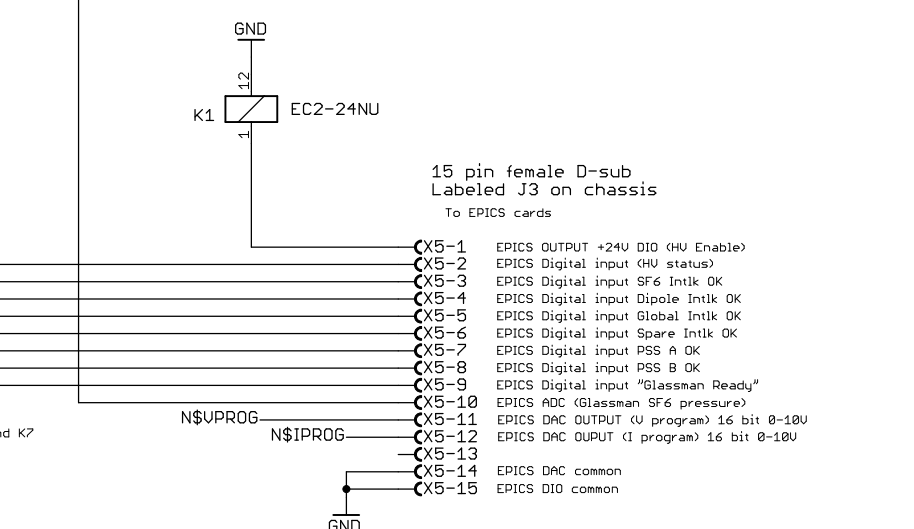 GND
12
K1
EC2-24NU
1
15 pin female D-sub
Labeled J3 on chassis
To EPICS cards
X5-1 EPICS OUTPUT +24V DIO (HV Enable)
X5-2 EPICS Digital input (HV status)
X5-3 EPICS Digital input SF6 Intlk OK
X5-4 EPICS Digital input Dipole Intlk OK
X5-5 EPICS Digital input Global Intlk OK
X5-6 EPICS Digital input Spare Intlk OK
X5-7 EPICS Digital input PSS A OK
X5-8 EPICS Digital input PSS B OK
X5-9 EPICS Digital input "Glassman Ready"
X5-10 EPICS ADC (Glassman SF6 pressure)
N$VPROG X5-11 EPICS DAC OUTPUT (V program) 16 bit 0-10V
nd K7
N$IPROG X5-12 EPICS DAC OUPUT (I program) 16 bit 0-10V
X5-13
X5-14 EPICS DAC common
X5-15 EPICS DIO common
GND